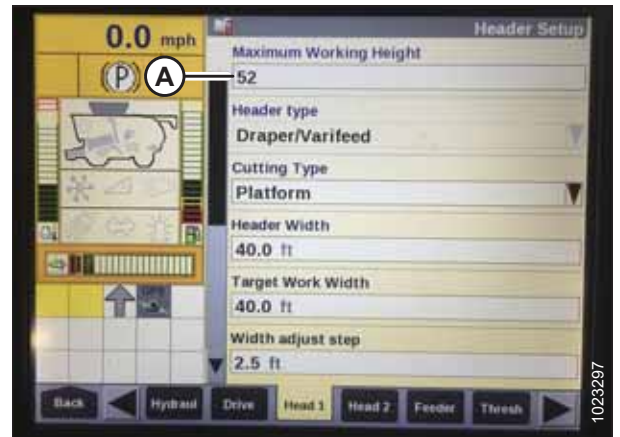 0.0 mph
Header Setup
(P)
A
Maximum Working Height
52
Header type
Draper/Varifeed
Cutting Type
Platform
Header Width
40.0 ft
Target Work Width
40.0 ft
Width adjust step
2.5 ft
Back
Hydraul
Drive
Head 1
Head 2
Feeder
Thresh
1023297